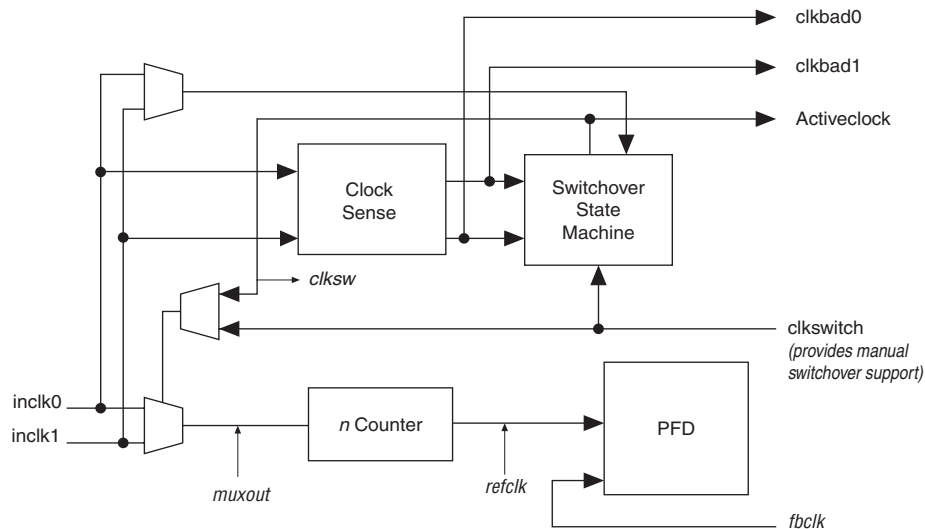 clkbad0
clkbad1
Activeclock
Clock
Sense
Switchover
State
Machine
clksw
clkswitch
(provides manual
switchover support)
inclk0
inclk1
n Counter
PFD
muxout
refclk
fbclk